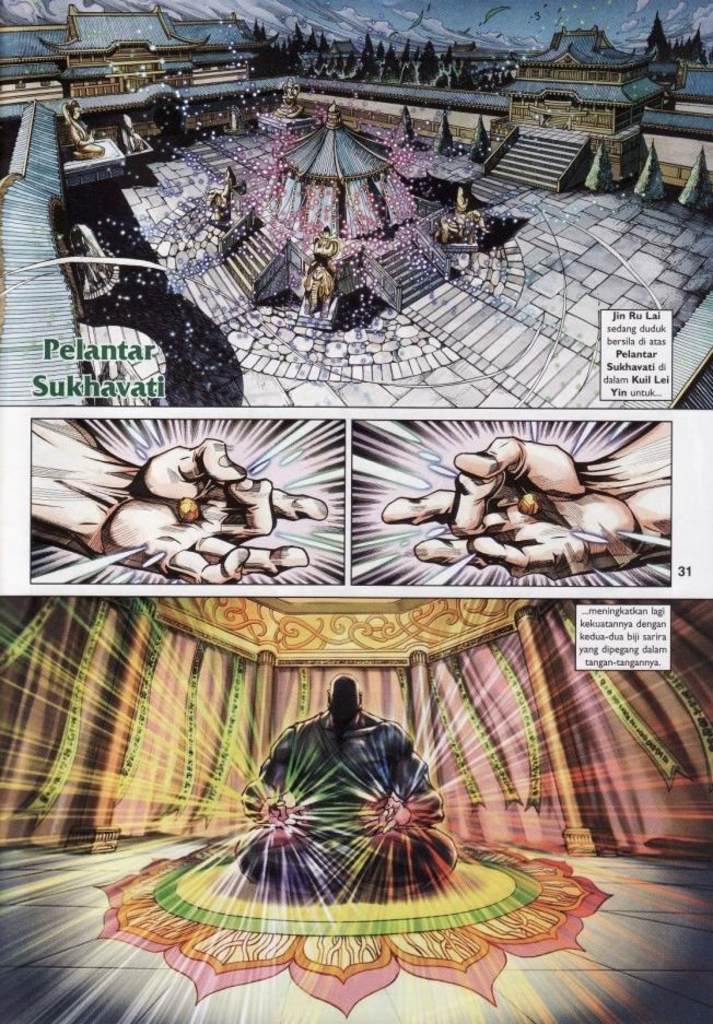 Pelantar
Sukhavati
Jin Ru Lai
sedang duduk
bersila di atas
Pelantar
Sukhavati di
dalam Kuil Lei
Yin untuk...
31
...meningkatkan lagi
kekuatannya dengan
kedua-dua biji sarira
yang dipegang dalam
tangan-tangannya.